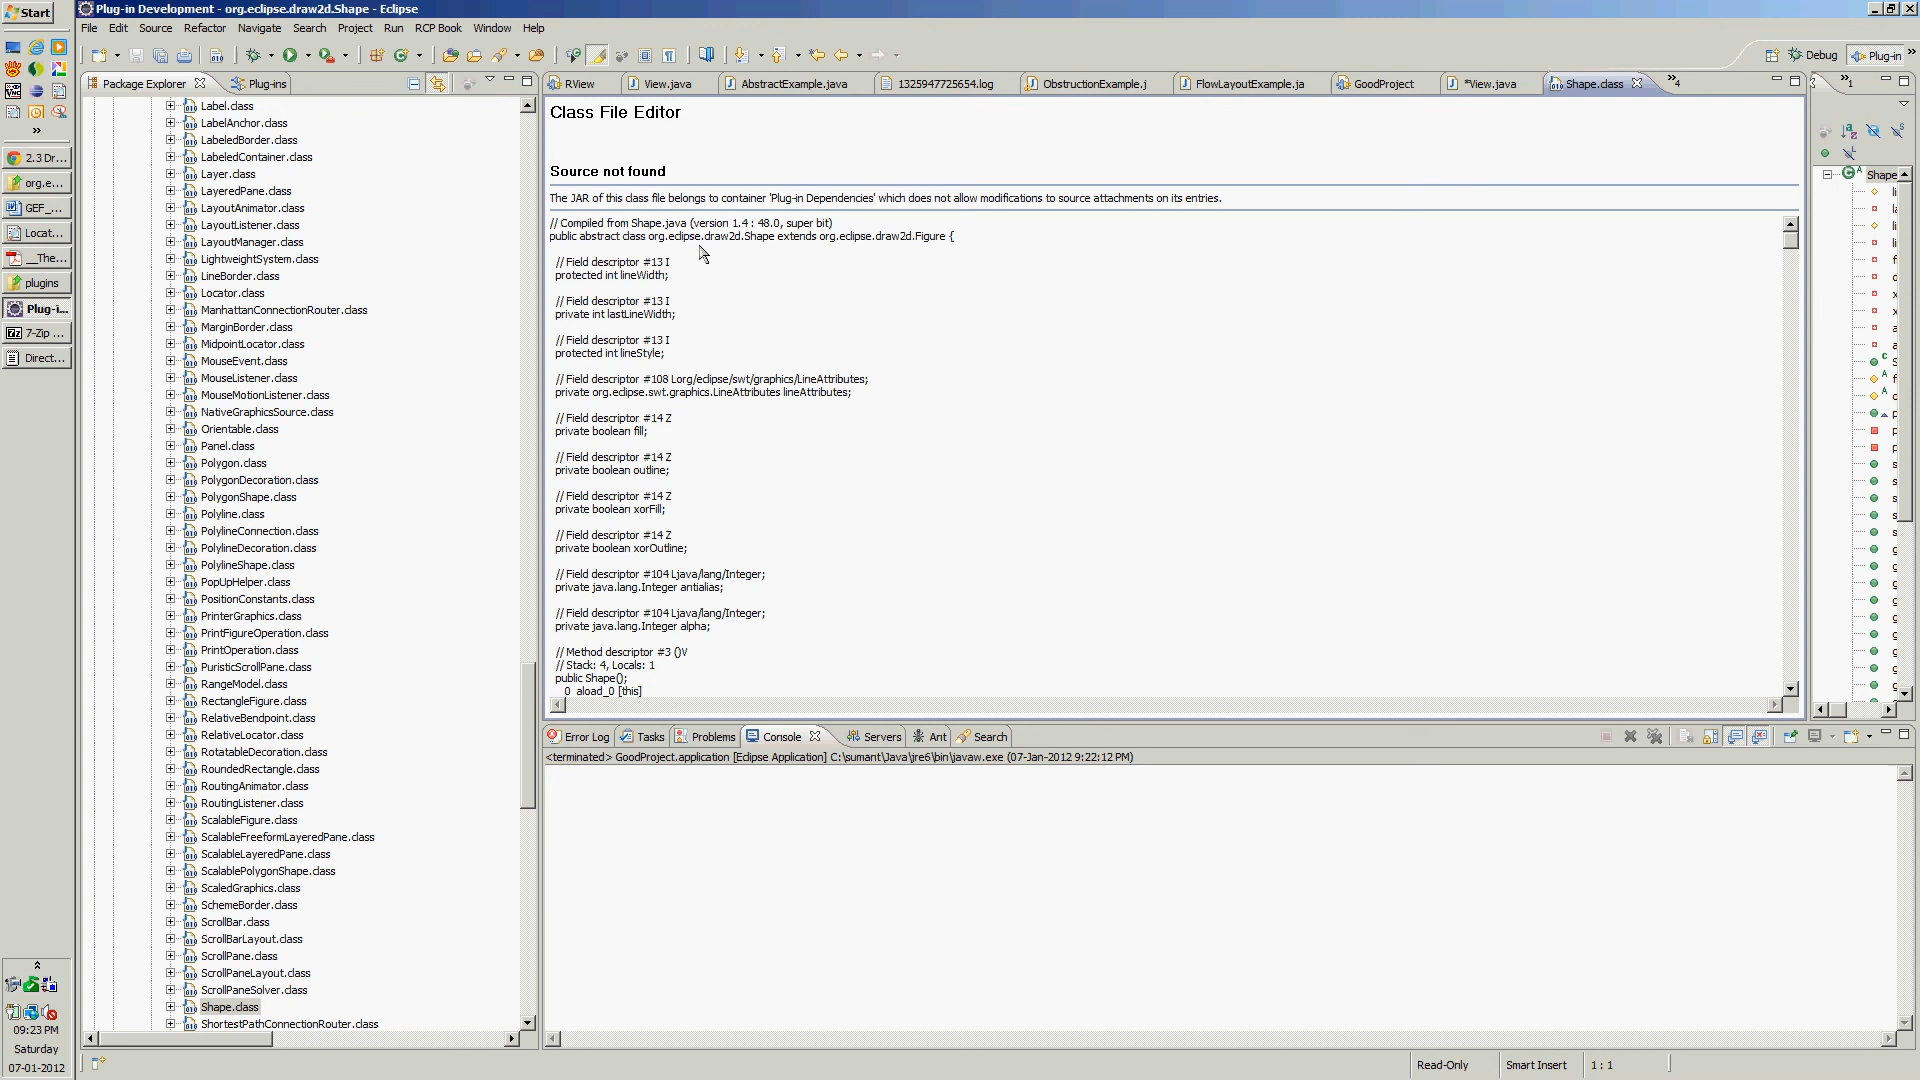 Start
Plug-in Development - org.eclipse.draw2d.Shape - Eclipse
File Edit Source Refactor Navigate Search Project Run RCP Book Window Help
Debug
Plug-in
Package Explorer
Plug-ins
RView
View.java
AbstractExample.java
1325947725654.log
ObstructionExample.j
FlowLayoutExample.ja
GoodProject
*View.java
Shape.class
»4
»1
2.3 Dr...
org.e...
GEF_...
Locat...
__The...
plugins
Plug-i...
7-Zip ...
Direct...
09:23 PM
Saturday
07-01-2012
Label.class
LabelAnchor.class
LabeledBorder.class
LabeledContainer.class
Layer.class
LayeredPane.class
LayoutAnimator.class
LayoutListener.class
LayoutManager.class
LightweightSystem.class
LineBorder.class
Locator.class
ManhattanConnectionRouter.class
MarginBorder.class
MidpointLocator.class
MouseEvent.class
MouseListener.class
MouseMotionListener.class
NativeGraphicsSource.class
Orientable.class
Panel.class
Polygon.class
PolygonDecoration.class
PolygonShape.class
Polyline.class
PolylineConnection.class
PolylineDecoration.class
PolylineShape.class
PopUpHelper.class
PositionConstants.class
PrinterGraphics.class
PrintFigureOperation.class
PrintOperation.class
PuristicScrollPane.class
RangeModel.class
RectangleFigure.class
RelativeBendpoint.class
RelativeLocator.class
RotatableDecoration.class
RoundedRectangle.class
RoutingAnimator.class
RoutingListener.class
ScalableFigure.class
ScalableFreeformLayeredPane.class
ScalableLayeredPane.class
ScalablePolygonShape.class
ScaledGraphics.class
SchemeBorder.class
ScrollBar.class
ScrollBarLayout.class
ScrollPane.class
ScrollPaneLayout.class
ScrollPaneSolver.class
Shape.class
ShortestPathConnectionRouter.class
Class File Editor
Source not found
The JAR of this class file belongs to container 'Plug-in Dependencies' which does not allow modifications to source attachments on its entries.
// Compiled from Shape.java (version 1.4 : 48.0, super bit)
public abstract class org.eclipse.draw2d.Shape extends org.eclipse.draw2d.Figure {
// Field descriptor #13 I
protected int lineWidth;
// Field descriptor #13 I
private int lastLineWidth;
// Field descriptor #13 I
protected int lineStyle;
// Field descriptor #108 Lorg/eclipse/swt/graphics/LineAttributes;
private org.eclipse.swt.graphics.LineAttributes lineAttributes;
// Field descriptor #14 Z
private boolean fill;
// Field descriptor #14 Z
private boolean outline;
// Field descriptor #14 Z
private boolean xorFill;
// Field descriptor #14 Z
private boolean xorOutline;
// Field descriptor #104 Ljava/lang/Integer;
private java.lang.Integer antialias;
// Field descriptor #104 Ljava/lang/Integer;
private java.lang.Integer alpha;
// Method descriptor #3 ()V
// Stack: 4, Locals: 1
public Shape();
0 aload_0 [this]
Shape
Error Log
Tasks
Problems
Console
Servers
Ant
Search
<terminated> GoodProject.application [Eclipse Application] C:\sumant\Java\jre6\bin\javaw.exe (07-Jan-2012 9:22:12 PM)
Read-Only
Smart Insert
1 : 1